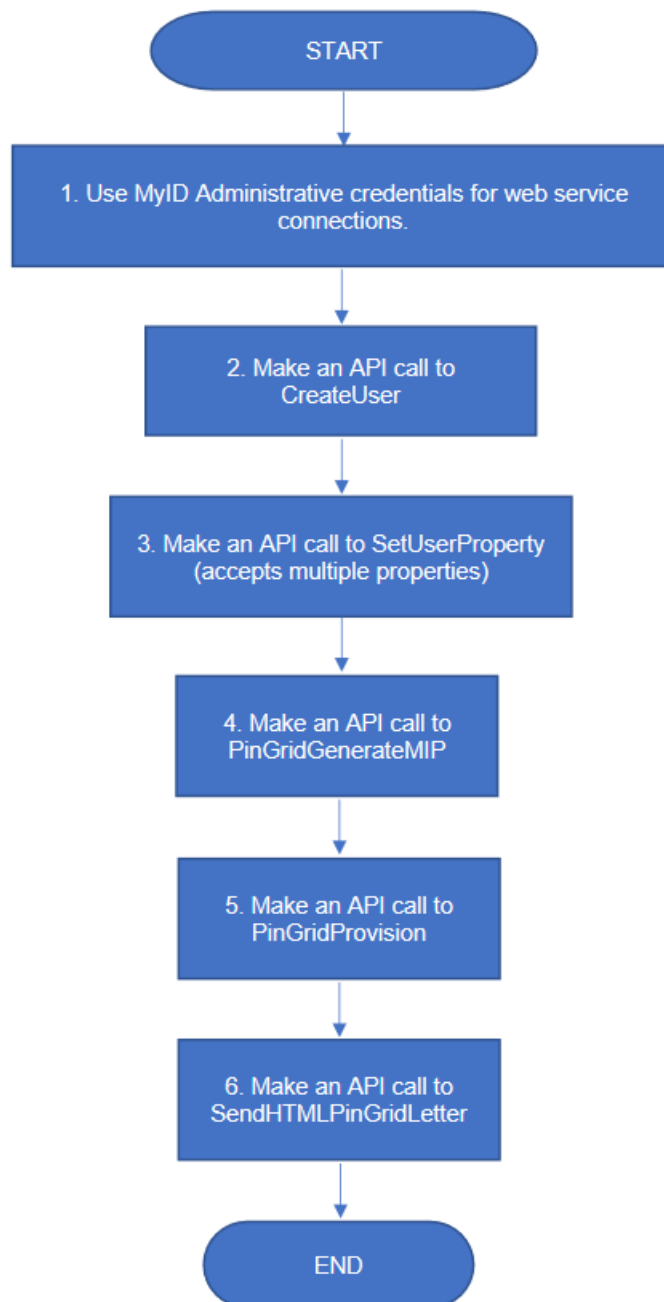 START
1. Use MyID Administrative credentials for web service
connections.
2. Make an API call to
CreateUser
3. Make an API call to SetUserProperty
(accepts multiple properties)
4. Make an API call to
PinGridGenerateMIP
5. Make an API call to
PinGridProvision
6. Make an API call to
SendHTMLPinGridLetter
END